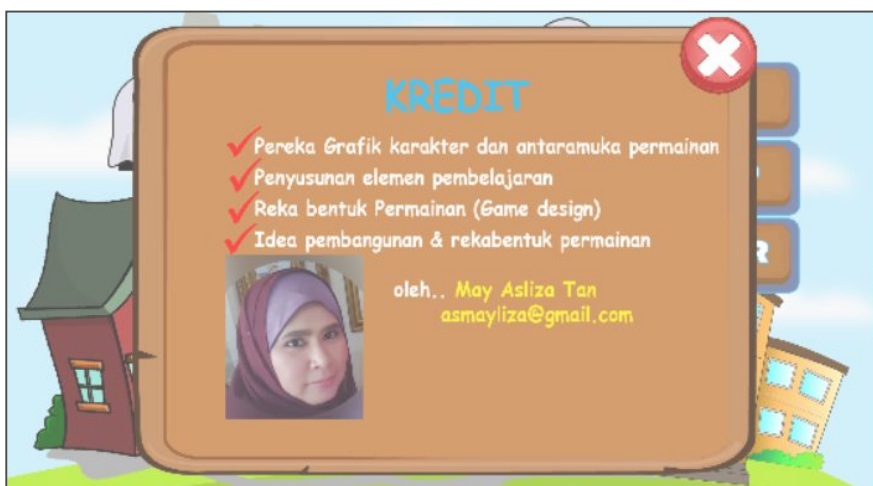 KREDIT
Pereka Grafik karakter dan antaramuka permainan
Penyusunan elemen pembelajaran
Reka bentuk Permainan (Game design)
Idea pembangunan & rekabentuk permainan
oleh.. May Asliza Tan
asmayliza@gmail.com